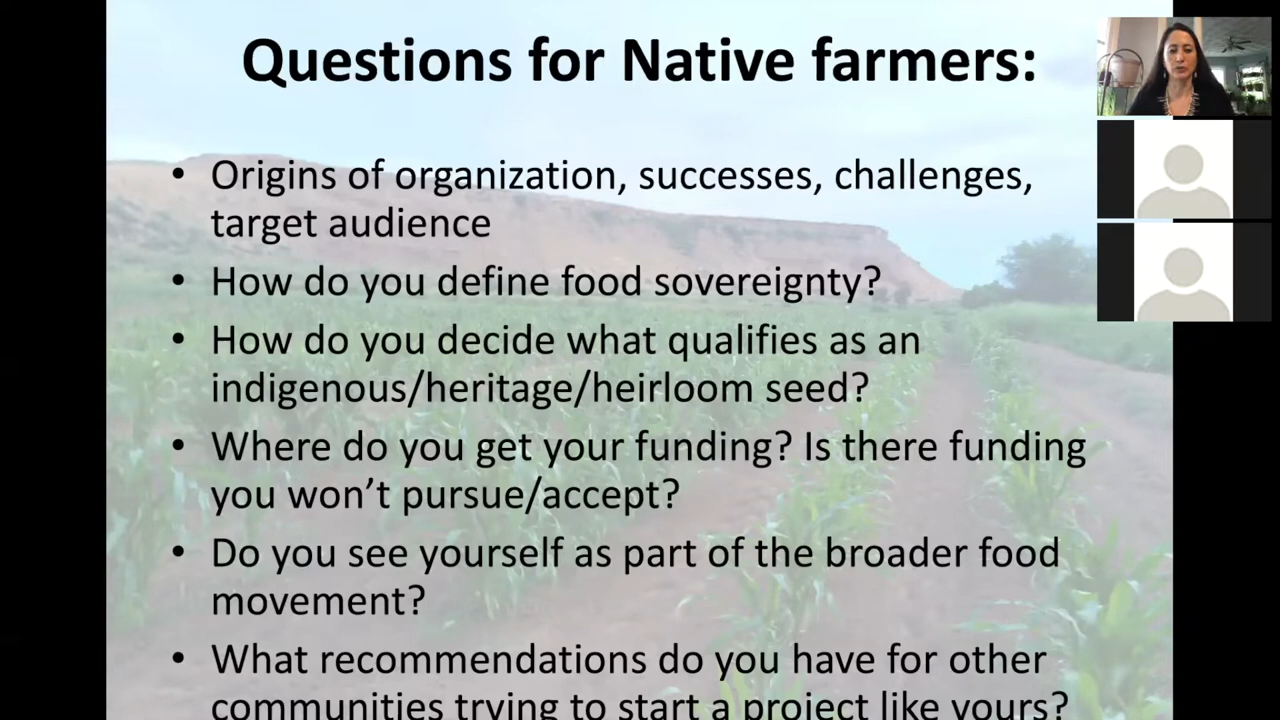 Questions for Native farmers:
• Origins of organization, successes, challenges,
target audience
• How do you define food sovereignty?
• How do you decide what qualifies as an
indigenous/heritage/heirloom seed?
• Where do you get your funding? Is there funding
you won’t pursue/accept?
• Do you see yourself as part of the broader food
movement?
• What recommendations do you have for other
communities trying to start a project like yours?